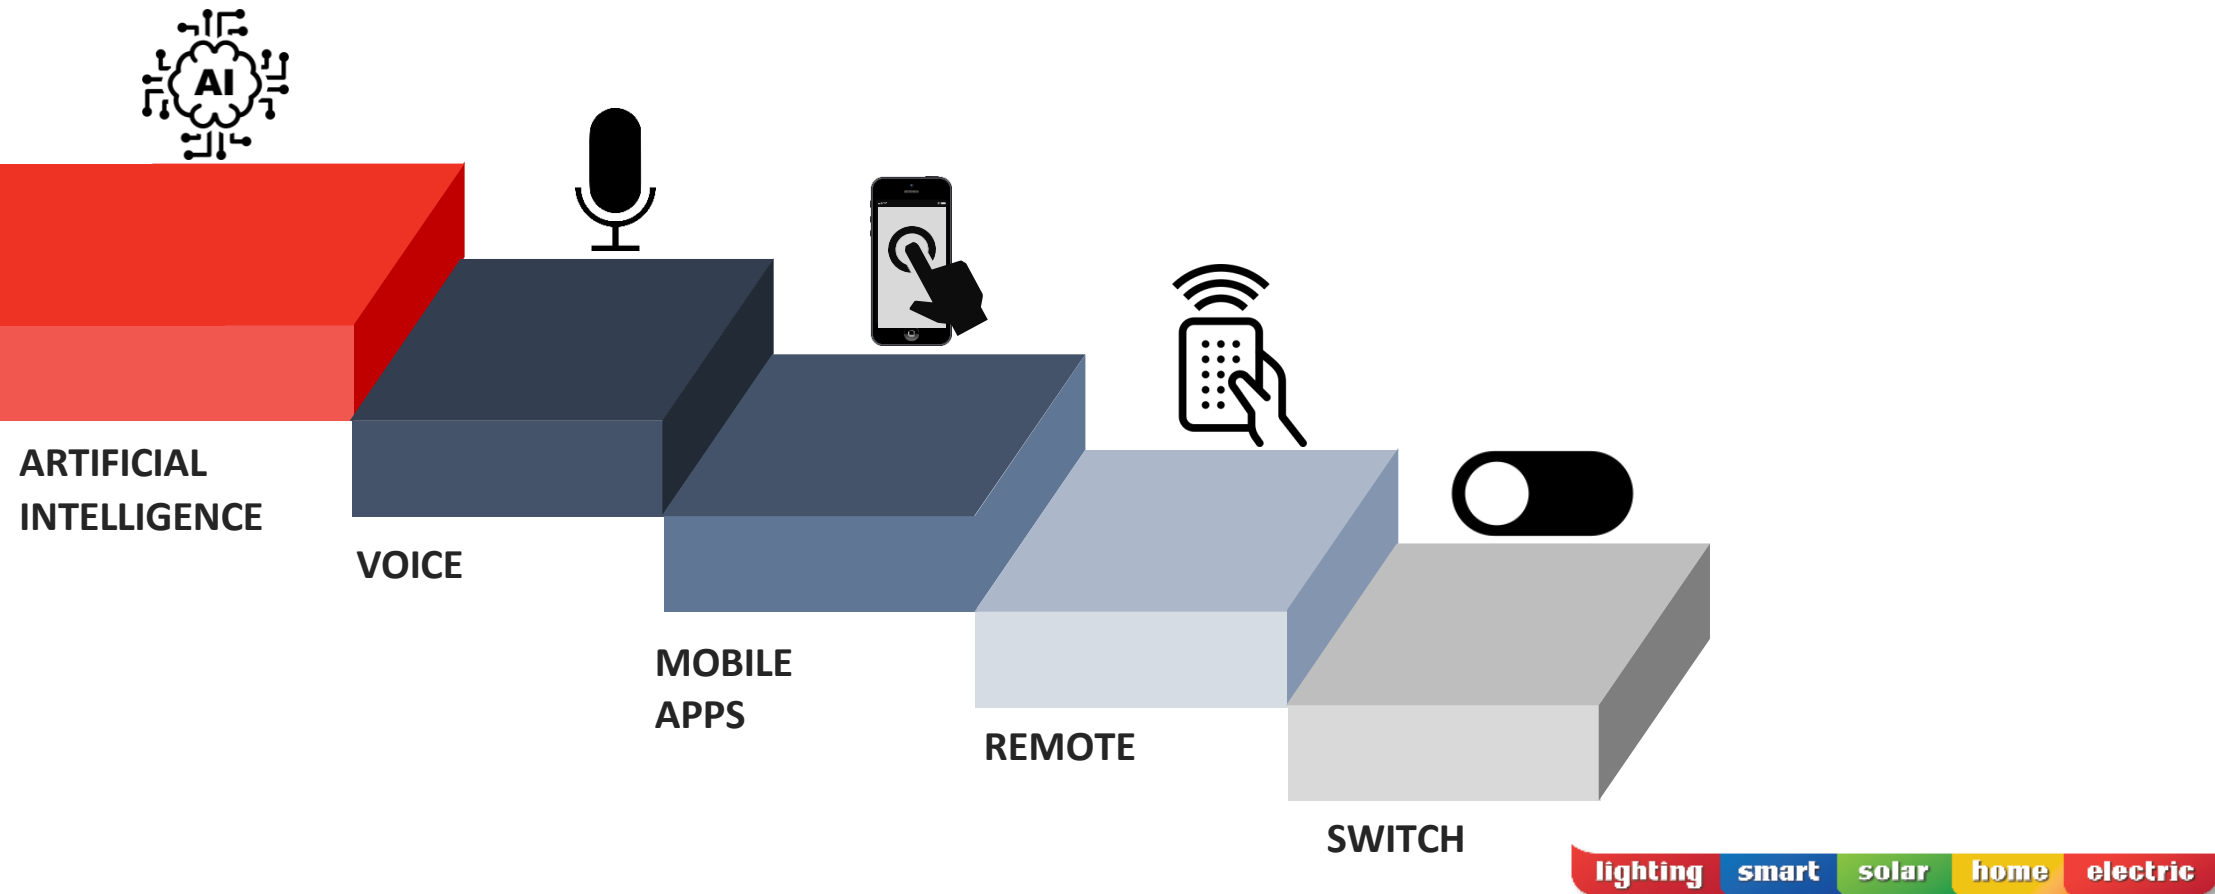 AI
ARTIFICIAL
INTELLIGENCE
VOICE
MOBILE
APPS
REMOTE
SWITCH
lighting smart solar home electric